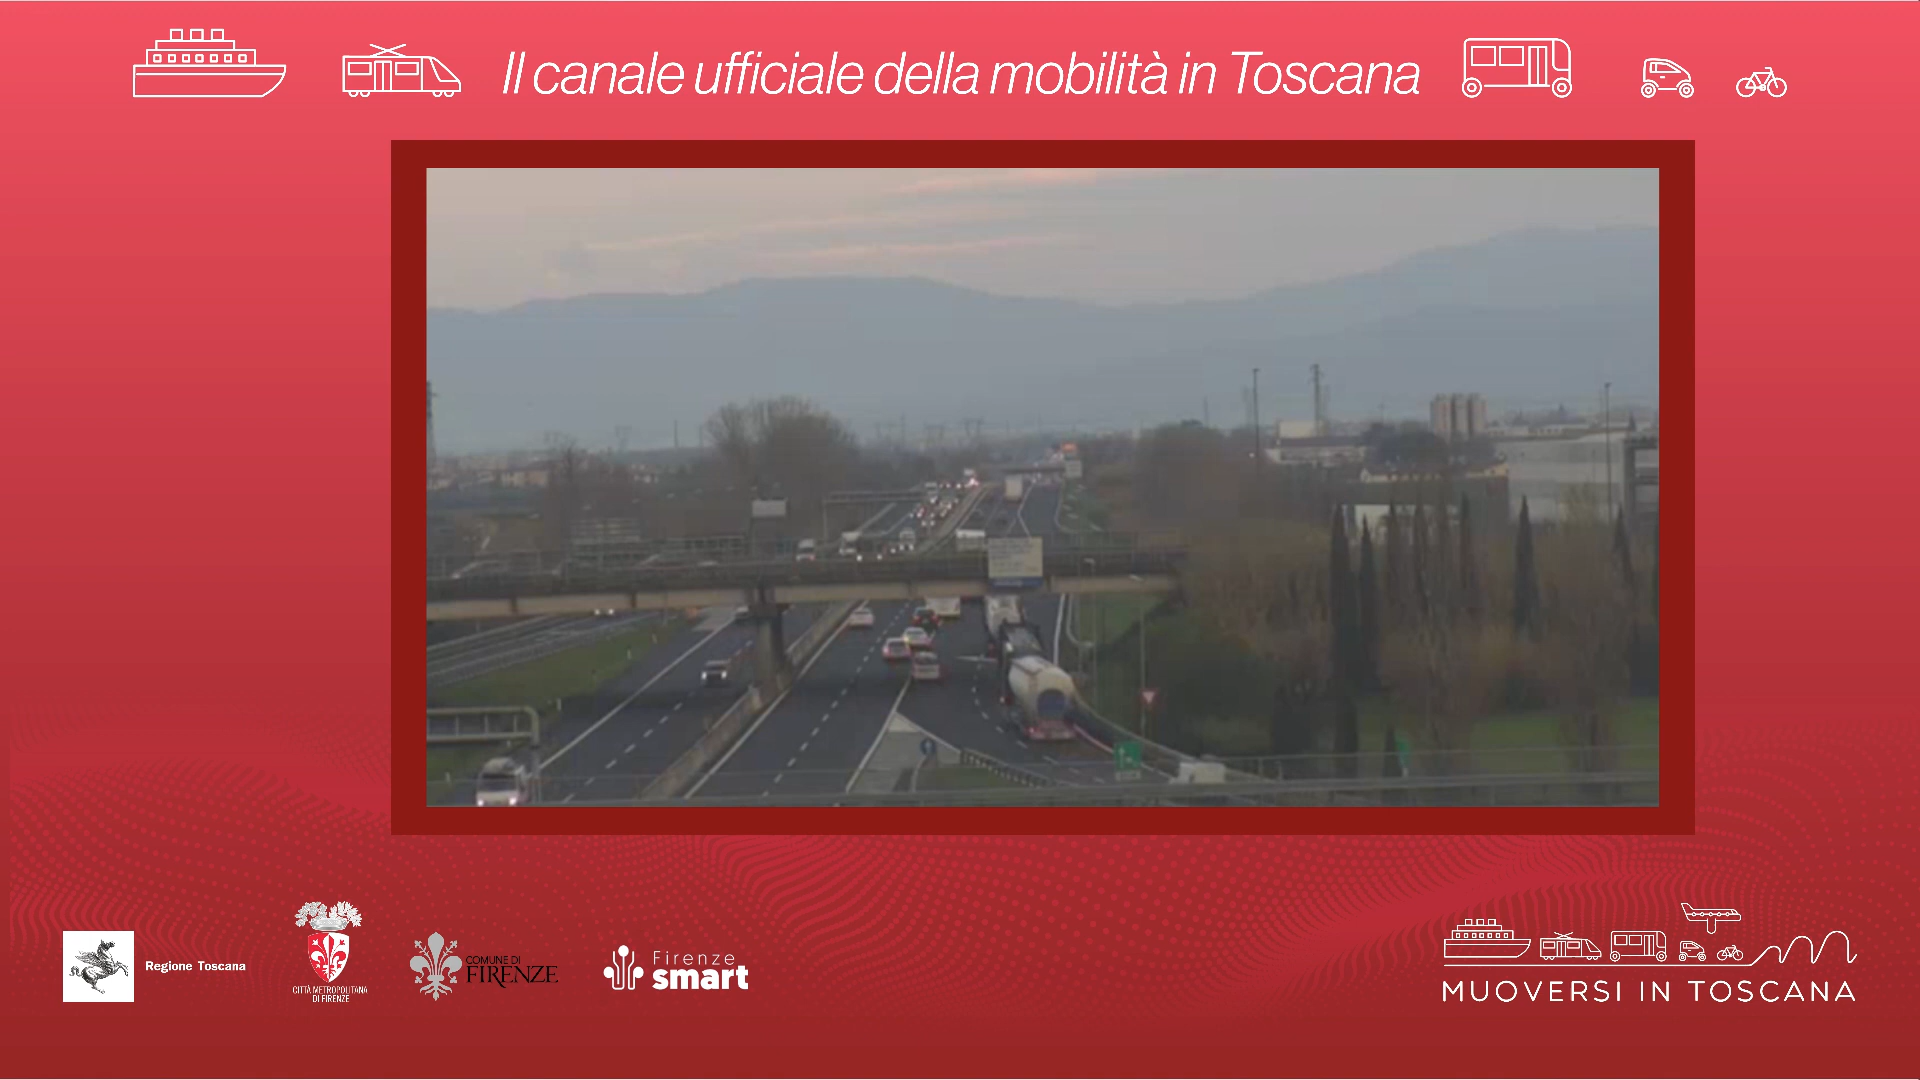 Il canale ufficiale della mobilità in Toscana
Regione Toscana
CITTÀ METROPOLITANA
DI FIRENZE
COMUNE DI
FIRENZE
Firenze
smart
MUOVERSI IN TOSCANA